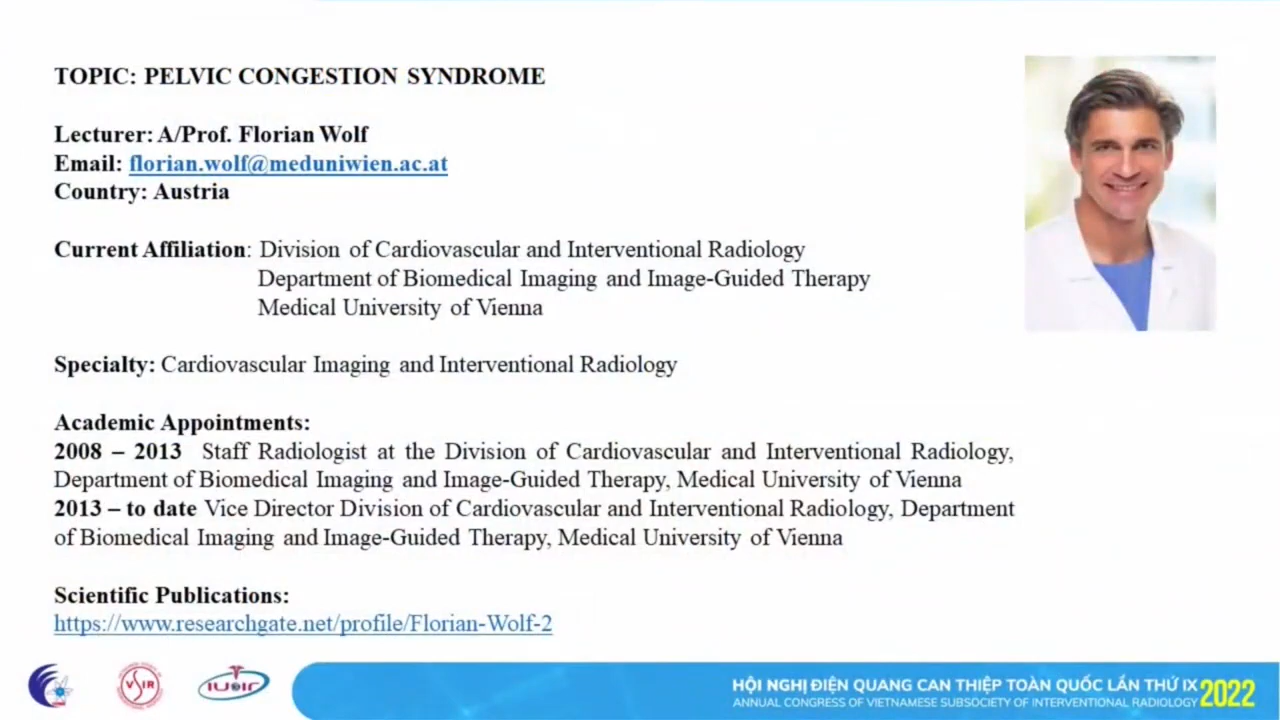 TOPIC: PELVIC CONGESTION SYNDROME
Lecturer: A/Prof. Florian Wolf
Email: florian.wolf@meduniwien.ac.at
Country: Austria
Current Affiliation: Division of Cardiovascular and Interventional Radiology
Department of Biomedical Imaging and Image-Guided Therapy
Medical University of Vienna
Specialty: Cardiovascular Imaging and Interventional Radiology
Academic Appointments:
2008 – 2013 Staff Radiologist at the Division of Cardiovascular and Interventional Radiology,
Department of Biomedical Imaging and Image-Guided Therapy, Medical University of Vienna
2013 – to date Vice Director Division of Cardiovascular and Interventional Radiology, Department
of Biomedical Imaging and Image-Guided Therapy, Medical University of Vienna
Scientific Publications:
https://www.researchgate.net/profile/Florian-Wolf-2
VSIR
HỘI NGHỊ ĐIỆN QUANG CAN THIỆP TOÀN QUỐC LẦN THỨ IX
ANNUAL CONGRESS OF VIETNAMESE SUBSOCIETY OF INTERVENTIONAL RADIOLOGY
2022